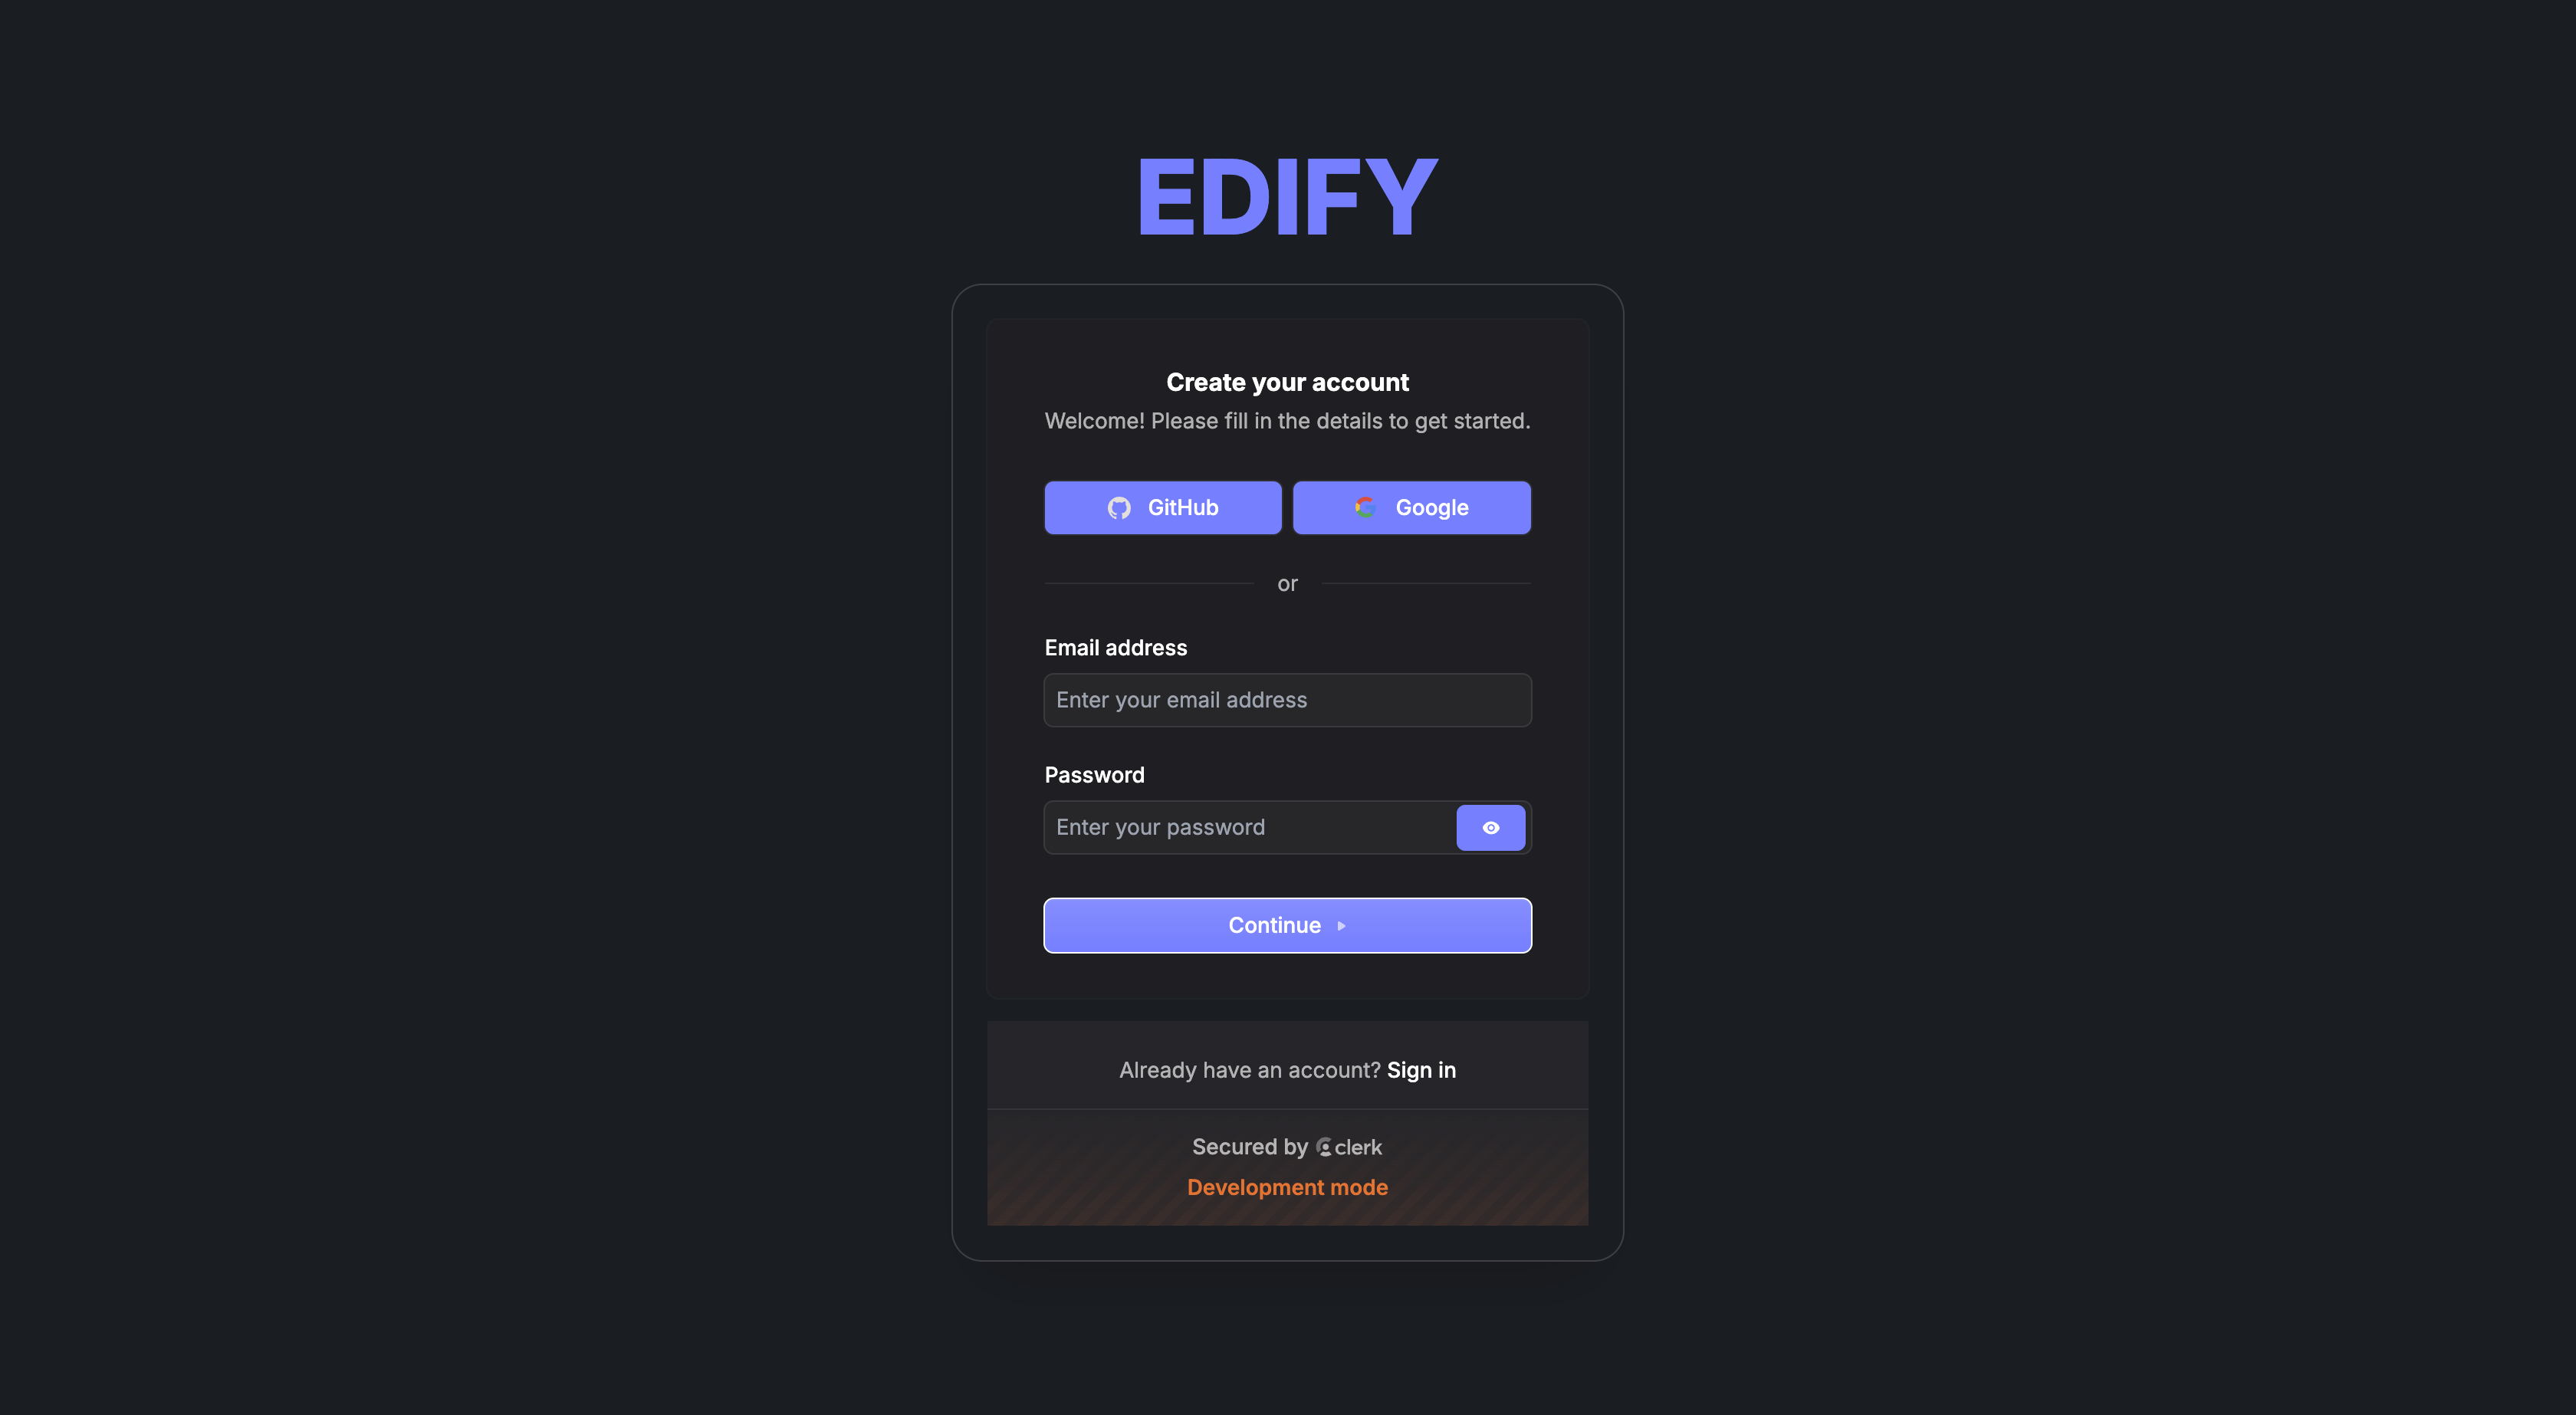 EDIFY
Create your account
Welcome! Please fill in the details to get started.
GitHub
Google
or
Email address
Enter your email address
Password
Enter your password
Continue
Already have an account? Sign in
Secured by clerk
Development mode